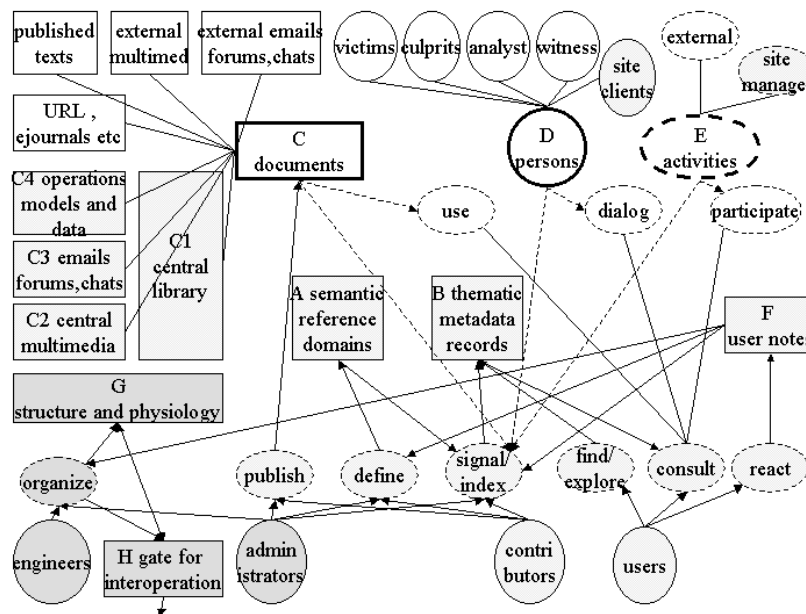 published
texts
external
multimed
external emails
forums,chats
victims
culprits
analyst
witness
site
clients
external
site
manage
URL ,
ejournals etc
C
documents
D
persons
E
activities
C4 operations
models and
data
C1
central
library
use
dialog
participate
C3 emails
forums,chats
C2 central
multimedia
A semantic
reference
domains
B thematic
metadada
records
F
user notes
G
structure and physiology
organize
publish
define
signal/
index
find/
explore
consult
react
engineers
H gate for
interoperation
admin
istrators
contri
butors
users